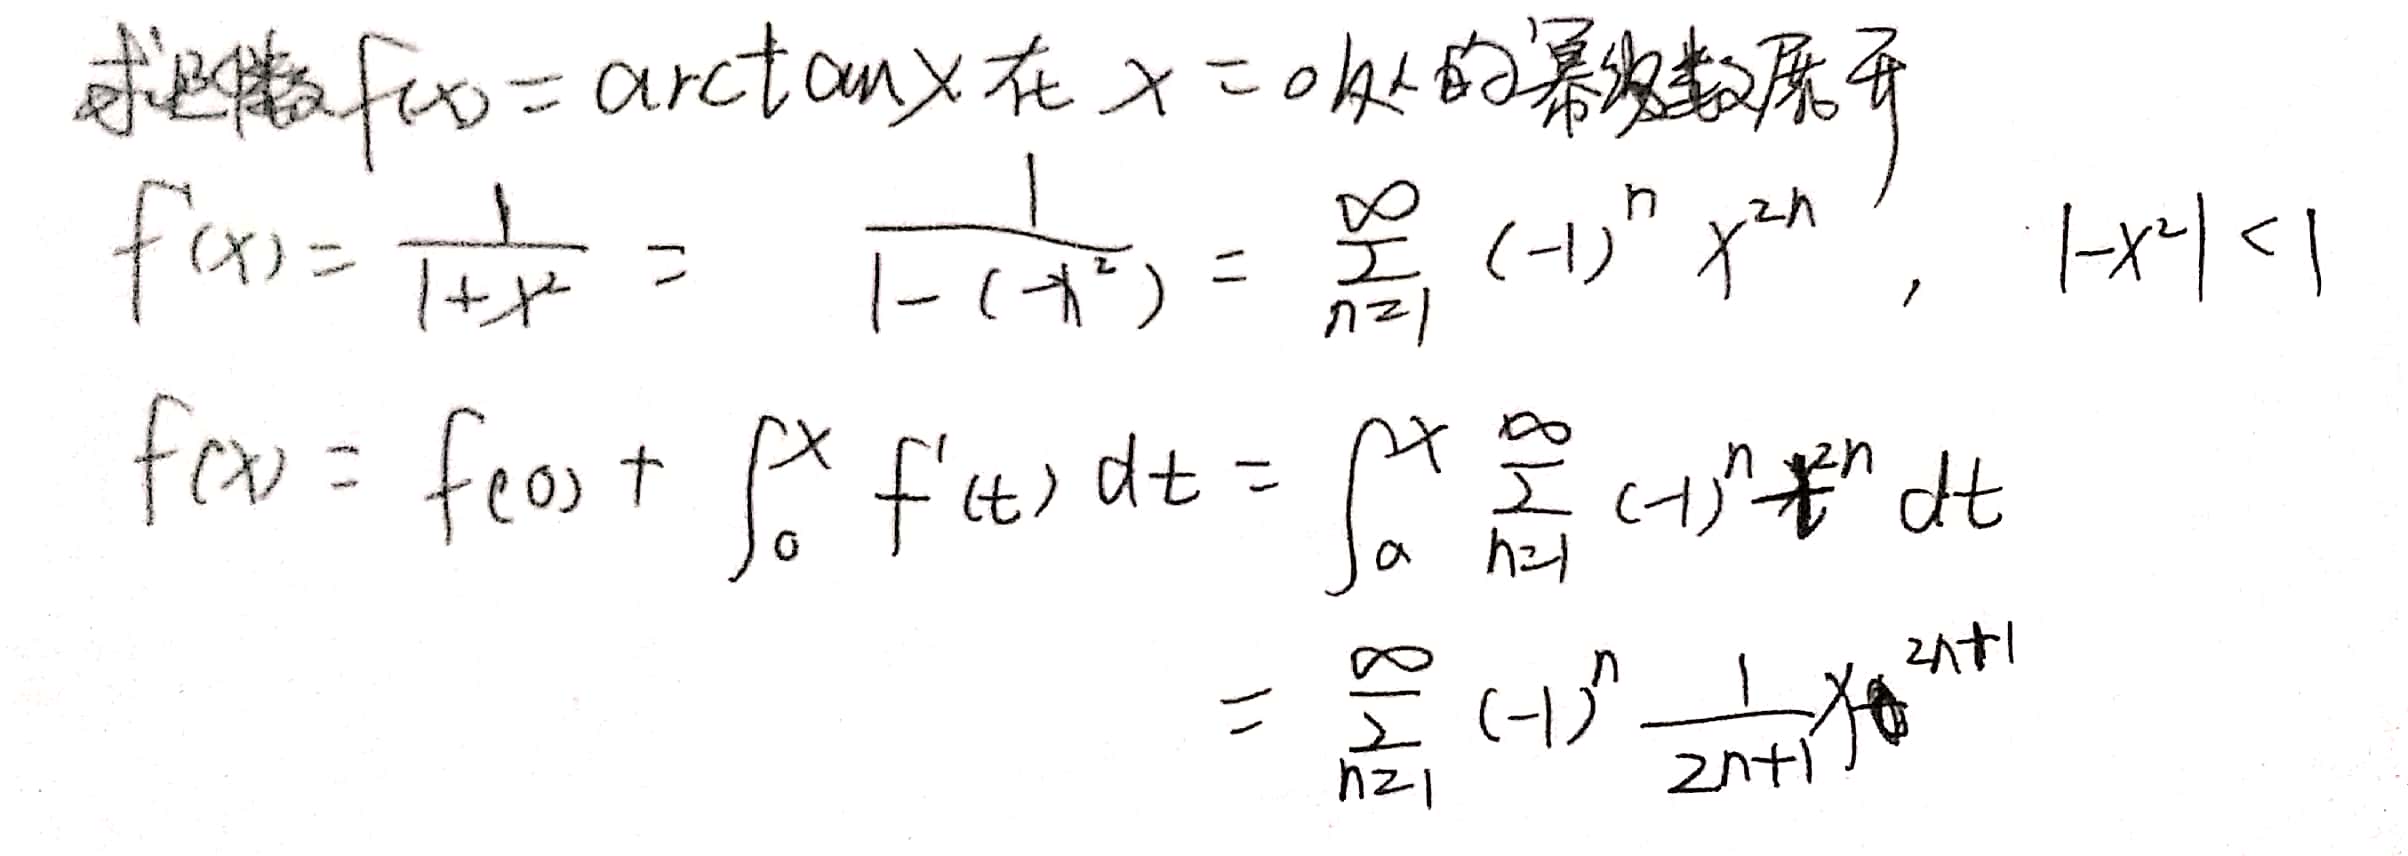 求函数 f(x) = arctan x 在 x = 0 处的幂级数展开
f'(x) = \frac{1}{1+x^2} = \frac{1}{1-(-x^2)} = \sum_{n=1}^{\infty} (-1)^n x^{2n} , |-x^2| < 1
f(x) = f(0) + \int_0^x f'(t) dt = \int_a^x \sum_{n=1}^{\infty} (-1)^n t^{2n} dt
= \sum_{n=1}^{\infty} (-1)^n \frac{1}{2n+1} x^{2n+1}